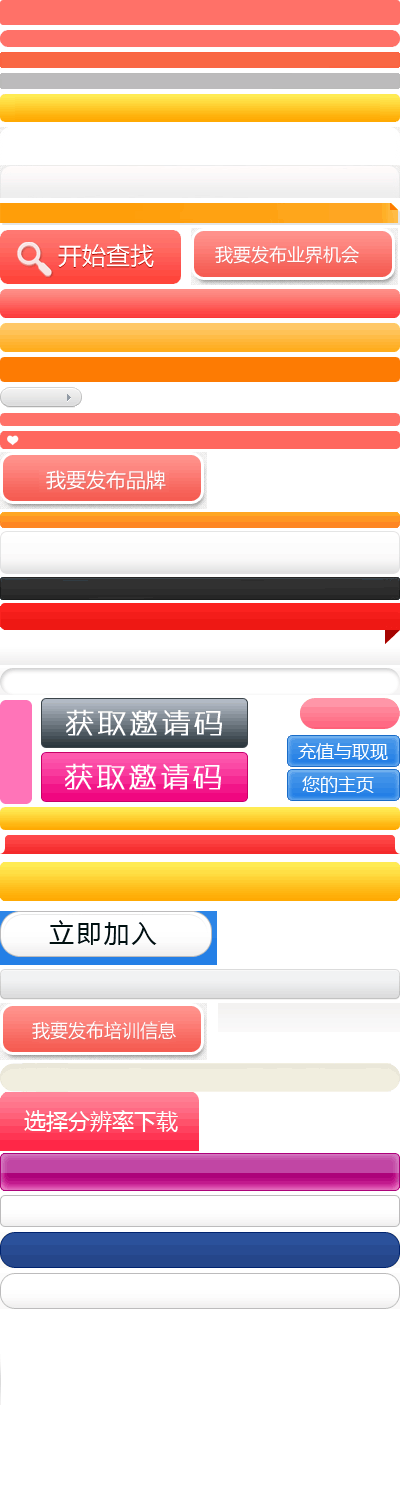 开始查找
我要发布业界机会
我要发布品牌
获取邀请码
充值与取现
获取邀请码
您的主页
立即加入
我要发布培训信息
选择分辨率下载